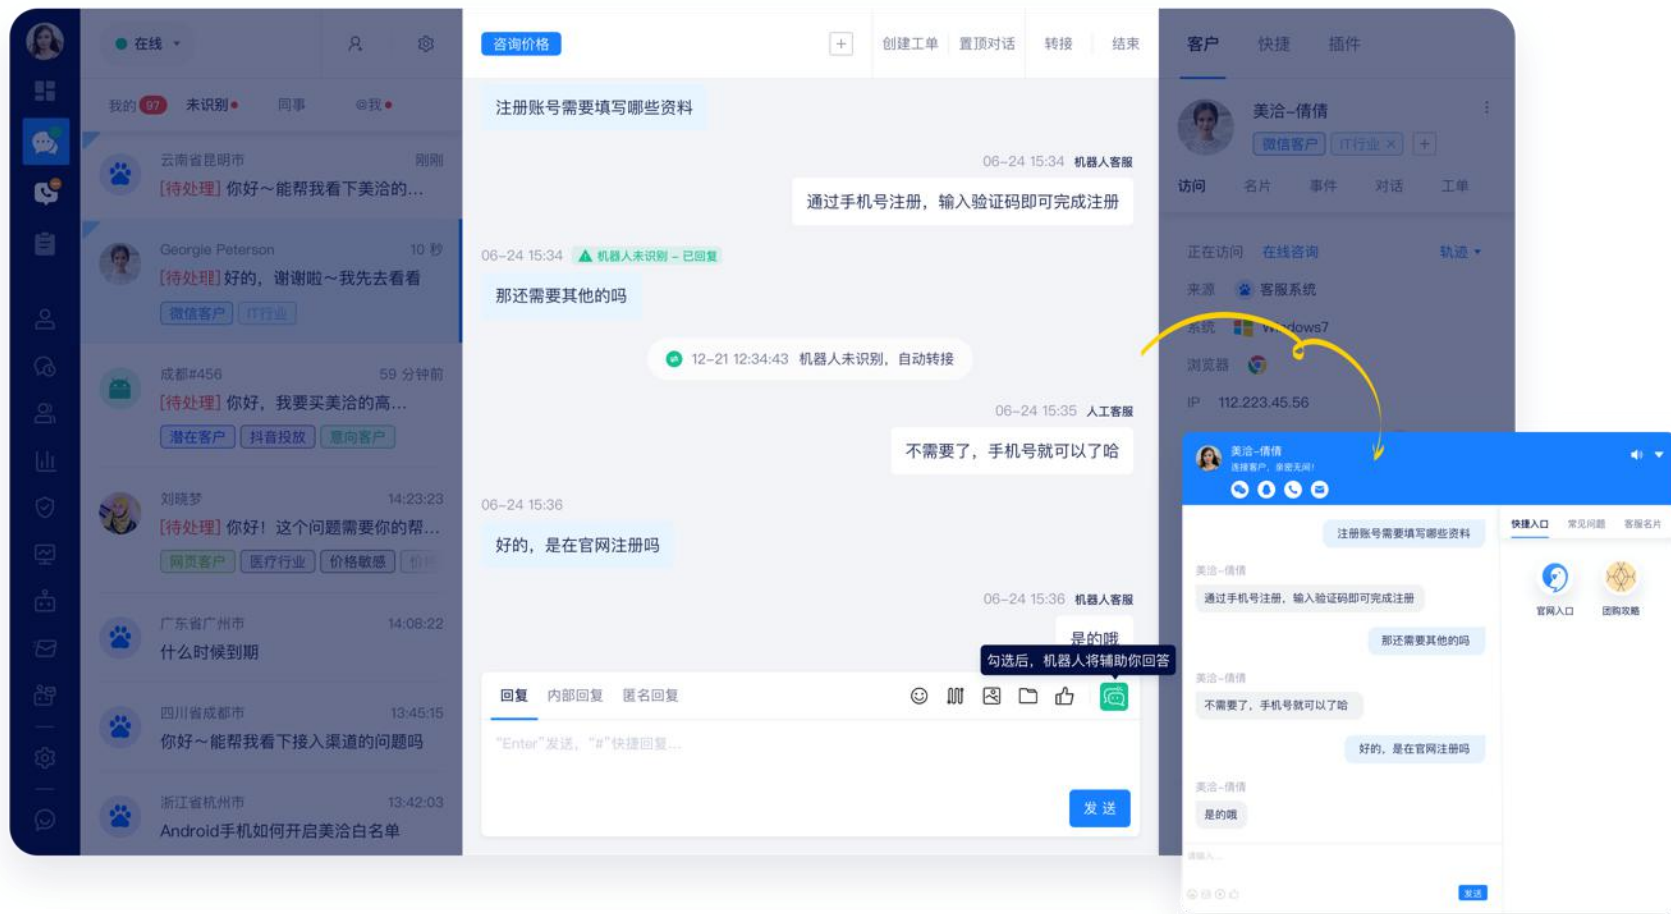 在线
我的 97 未识别 同事 @我
云南省昆明市 刚刚
[待处理] 你好～能帮我看下美洽的...
Georgie Peterson 10 秒
[待处理] 好的，谢谢啦～我先去看看
微信客户 IT行业
成都#456 59 分钟前
[待处理] 你好，我要买美洽的高...
潜在客户 抖音投放 意向客户
刘晓梦 14:23:23
[待处理] 你好！这个问题需要你的帮...
网页客户 医疗行业 价格敏感
广东省广州市 14:08:22
什么时候到期
四川省成都市 13:45:15
你好～能帮我看下接入渠道的问题吗
浙江省杭州市 13:42:03
Android手机如何开启美洽白名单
咨询价格 创建工单 置顶对话 转接 结束
注册账号需要填写哪些资料
06-24 15:34 机器人客服
通过手机号注册，输入验证码即可完成注册
06-24 15:34 机器人未识别 – 已回复
那还需要其他的吗
12-21 12:34:43 机器人未识别，自动转接
06-24 15:35 人工客服
不需要了，手机号就可以了哈
06-24 15:36
好的，是在官网注册吗
06-24 15:36 机器人客服
是的哦
勾选后，机器人将辅助你回答
回复 内部回复 匿名回复
“Enter”发送，“#”快捷回复...
发送
客户 快捷 插件
美洽-倩倩
微信客户 IT行业 × +
访问 名片 事件 对话 工单
正在访问 在线咨询 轨迹
来源 客服系统
系统 Windows7
浏览器
IP 112.223.45.56
美洽-倩倩
连接客户，亲密无间!
注册账号需要填写哪些资料
美洽-倩倩
通过手机号注册，输入验证码即可完成注册
那还需要其他的吗
美洽-倩倩
不需要了，手机号就可以了哈
好的，是在官网注册吗
美洽-倩倩
是的哦
请输入...
发送
快捷入口 常见问题 客服名片
官网入口 团购攻略